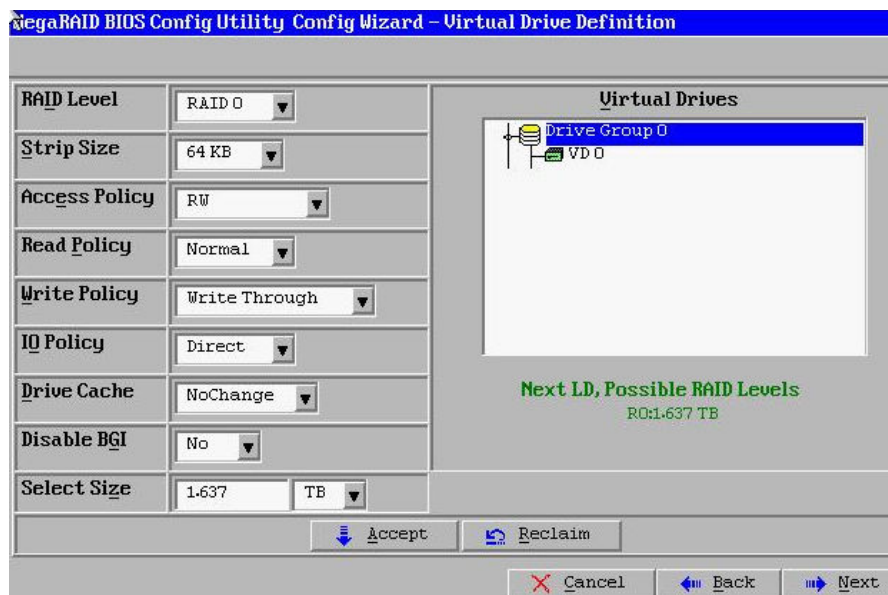 MegaRAID BIOS Config Utility Config Wizard – Virtual Drive Definition
RAID Level RAID 0
Strip Size 64 KB
Access Policy RW
Read Policy Normal
Write Policy Write Through
IO Policy Direct
Drive Cache NoChange
Disable BGI No
Select Size 1.637 TB
Virtual Drives
Drive Group 0
VD 0
Next LD, Possible RAID Levels
R0:1.637 TB
Accept Reclaim
Cancel Back Next